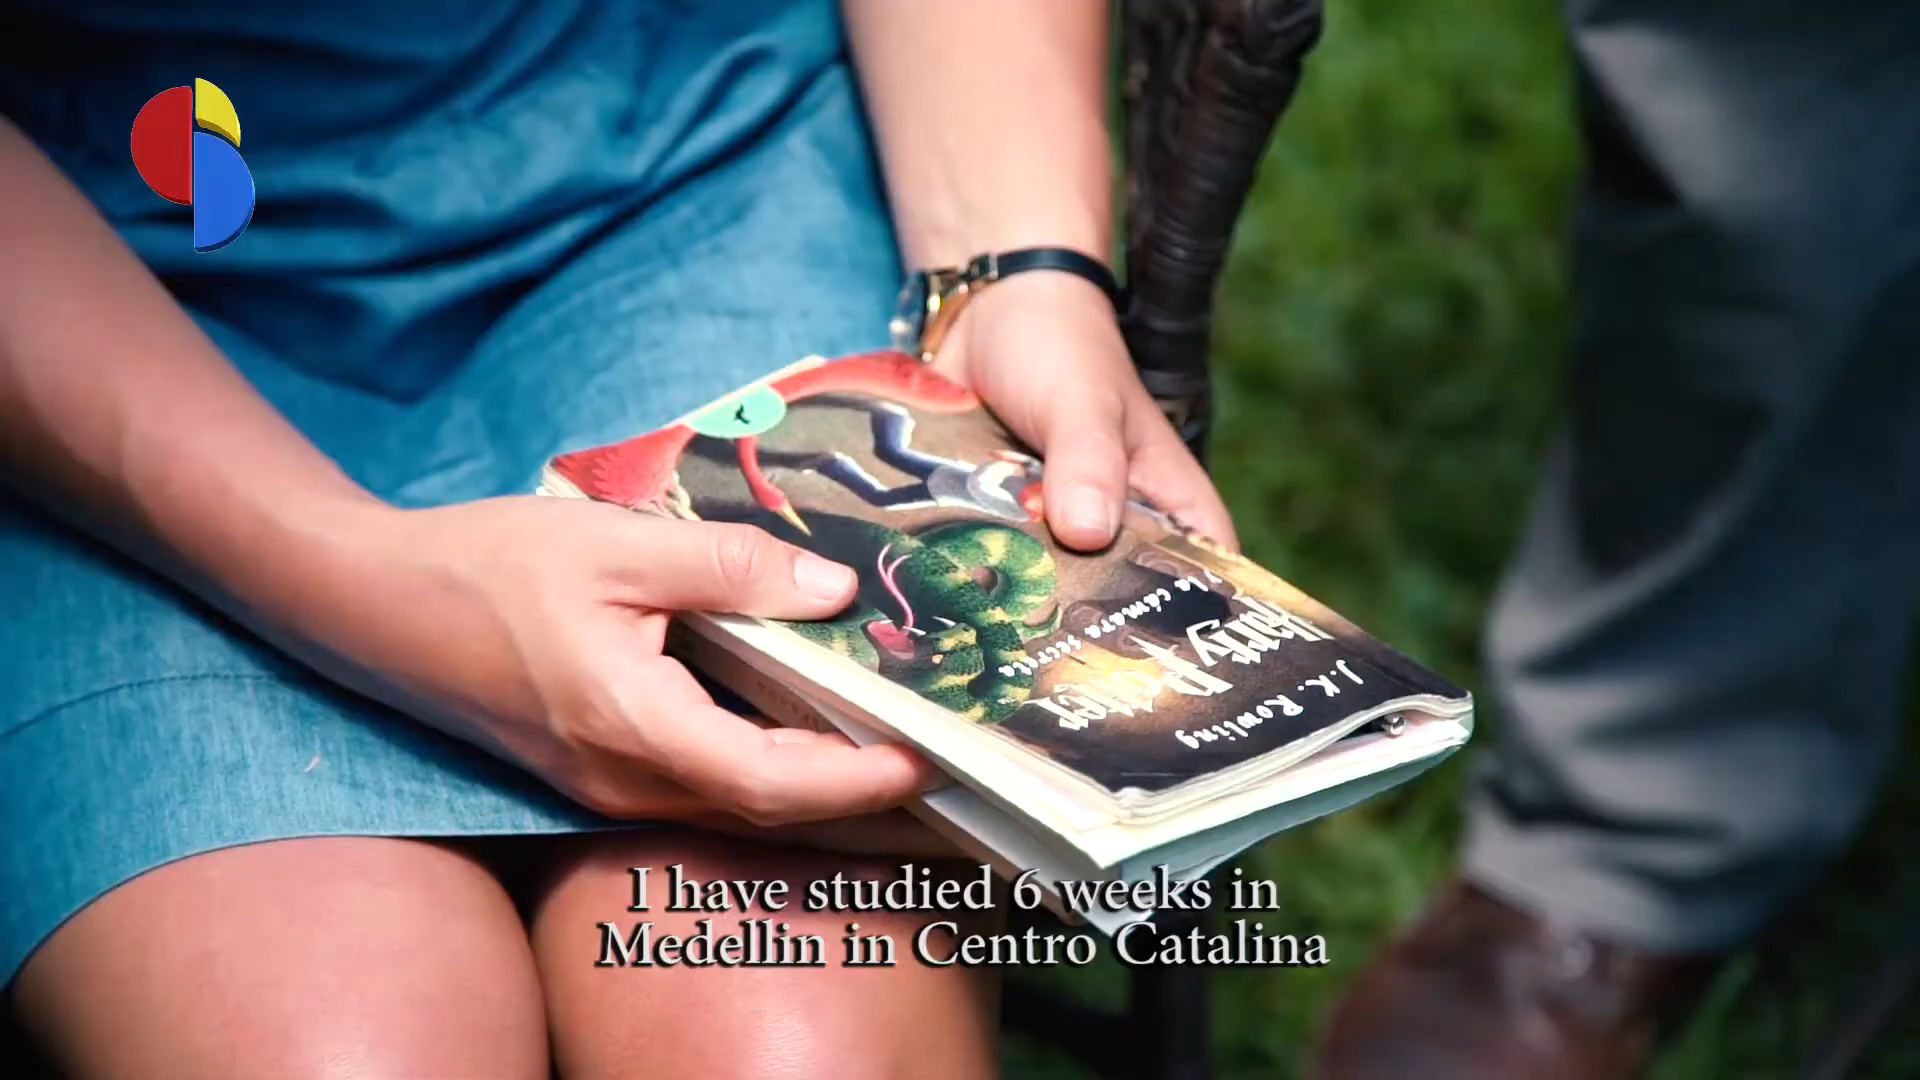 J.K. Rowling
Harry Potter
y la cámara secreta
I have studied 6 weeks in
Medellin in Centro Catalina